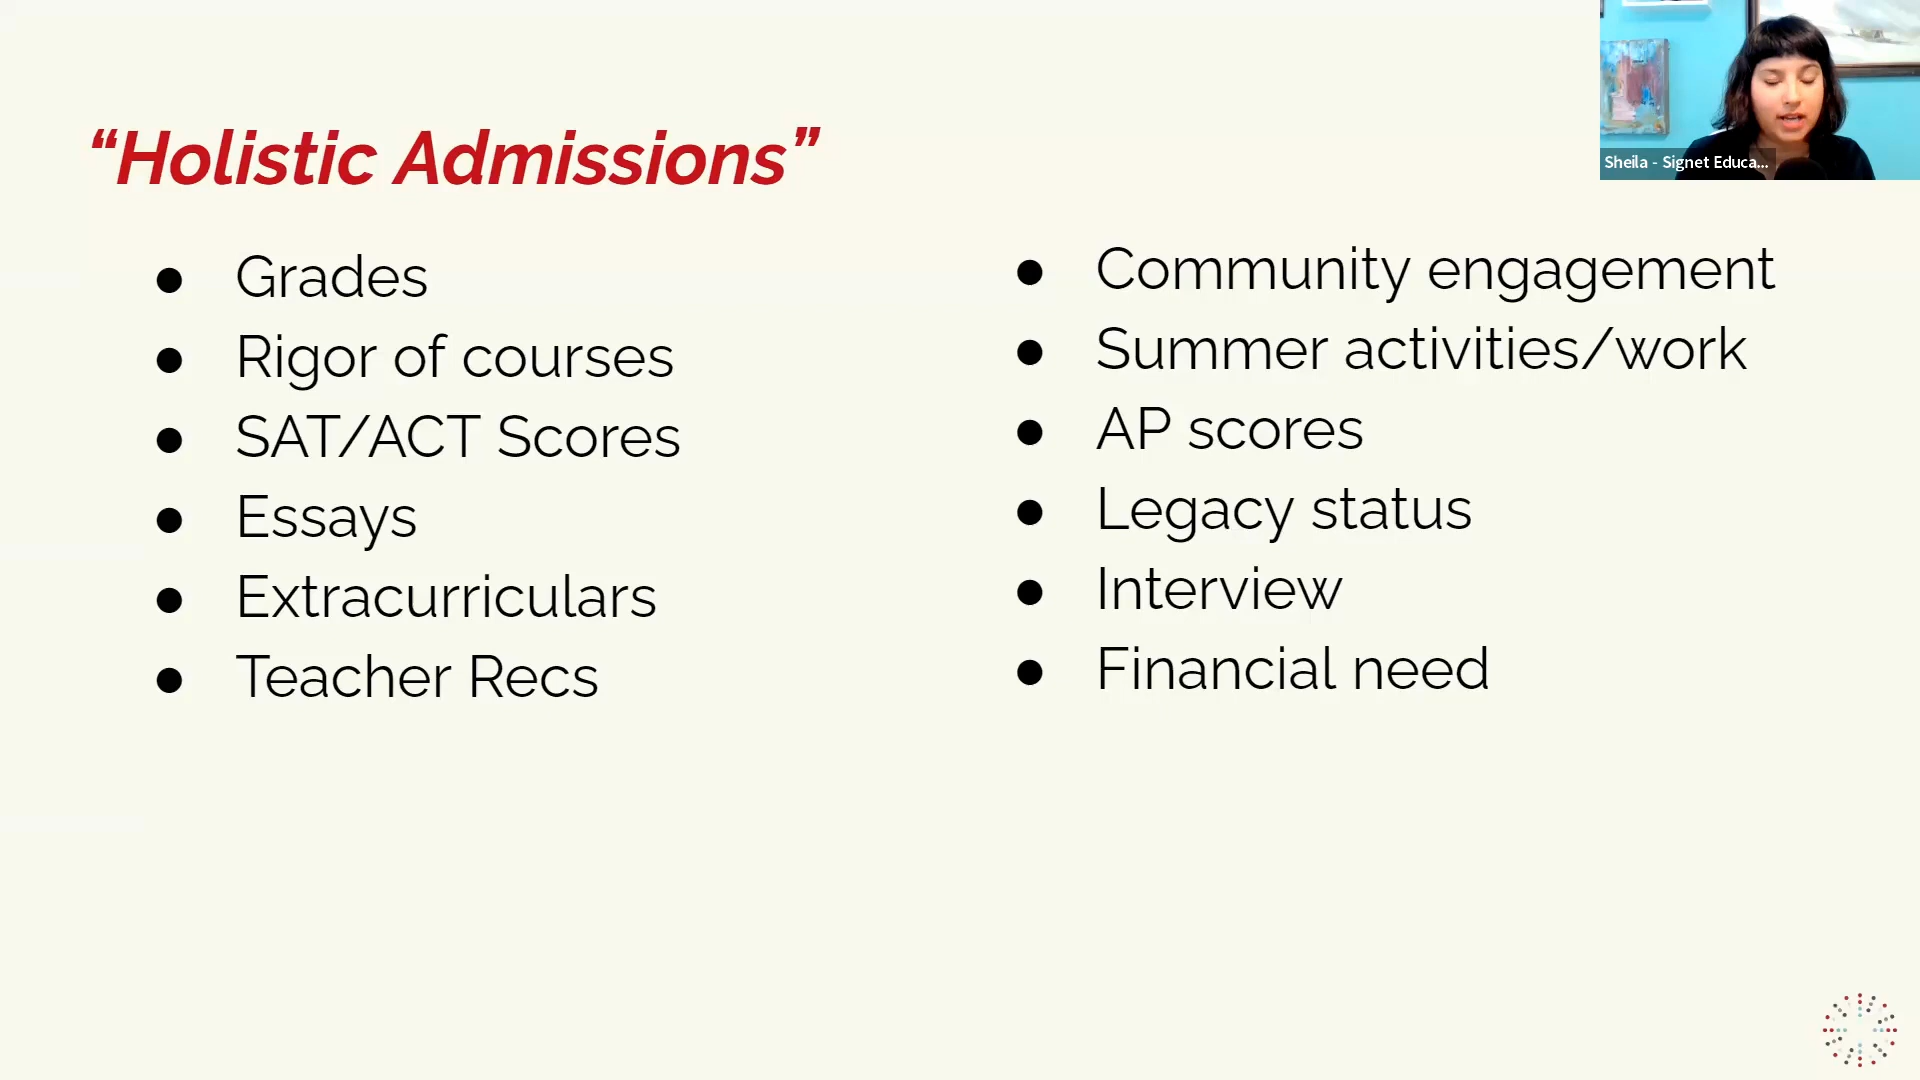 “Holistic Admissions”
Grades
Rigor of courses
SAT/ACT Scores
Essays
Extracurriculars
Teacher Recs
Community engagement
Summer activities/work
AP scores
Legacy status
Interview
Financial need
Sheila - Signet Educa...